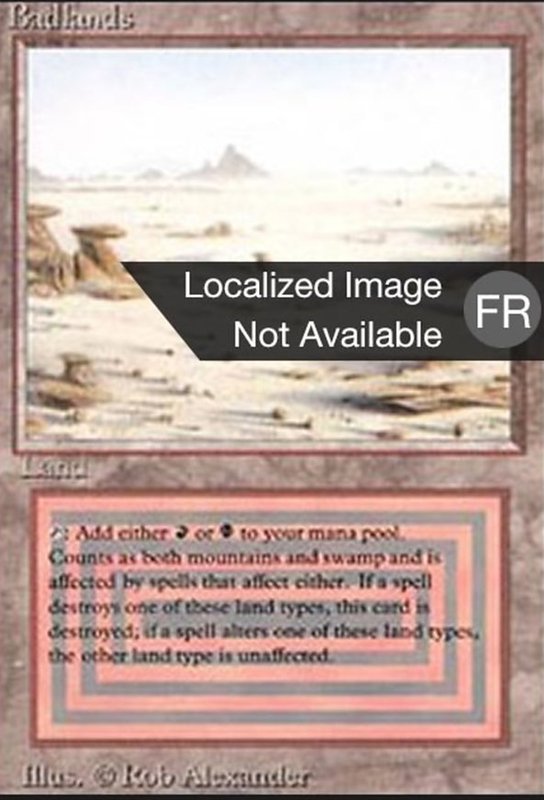 Badlands
Localized Image
Not Available
FR
Land
: Add either or to your mana pool.
Counts as both mountains and swamp and is
affected by spells that affect either. If a spell
destroys one of these land types, this card is
destroyed; if a spell alters one of these land types,
the other land type is unaffected.
Illus. © Rob Alexander